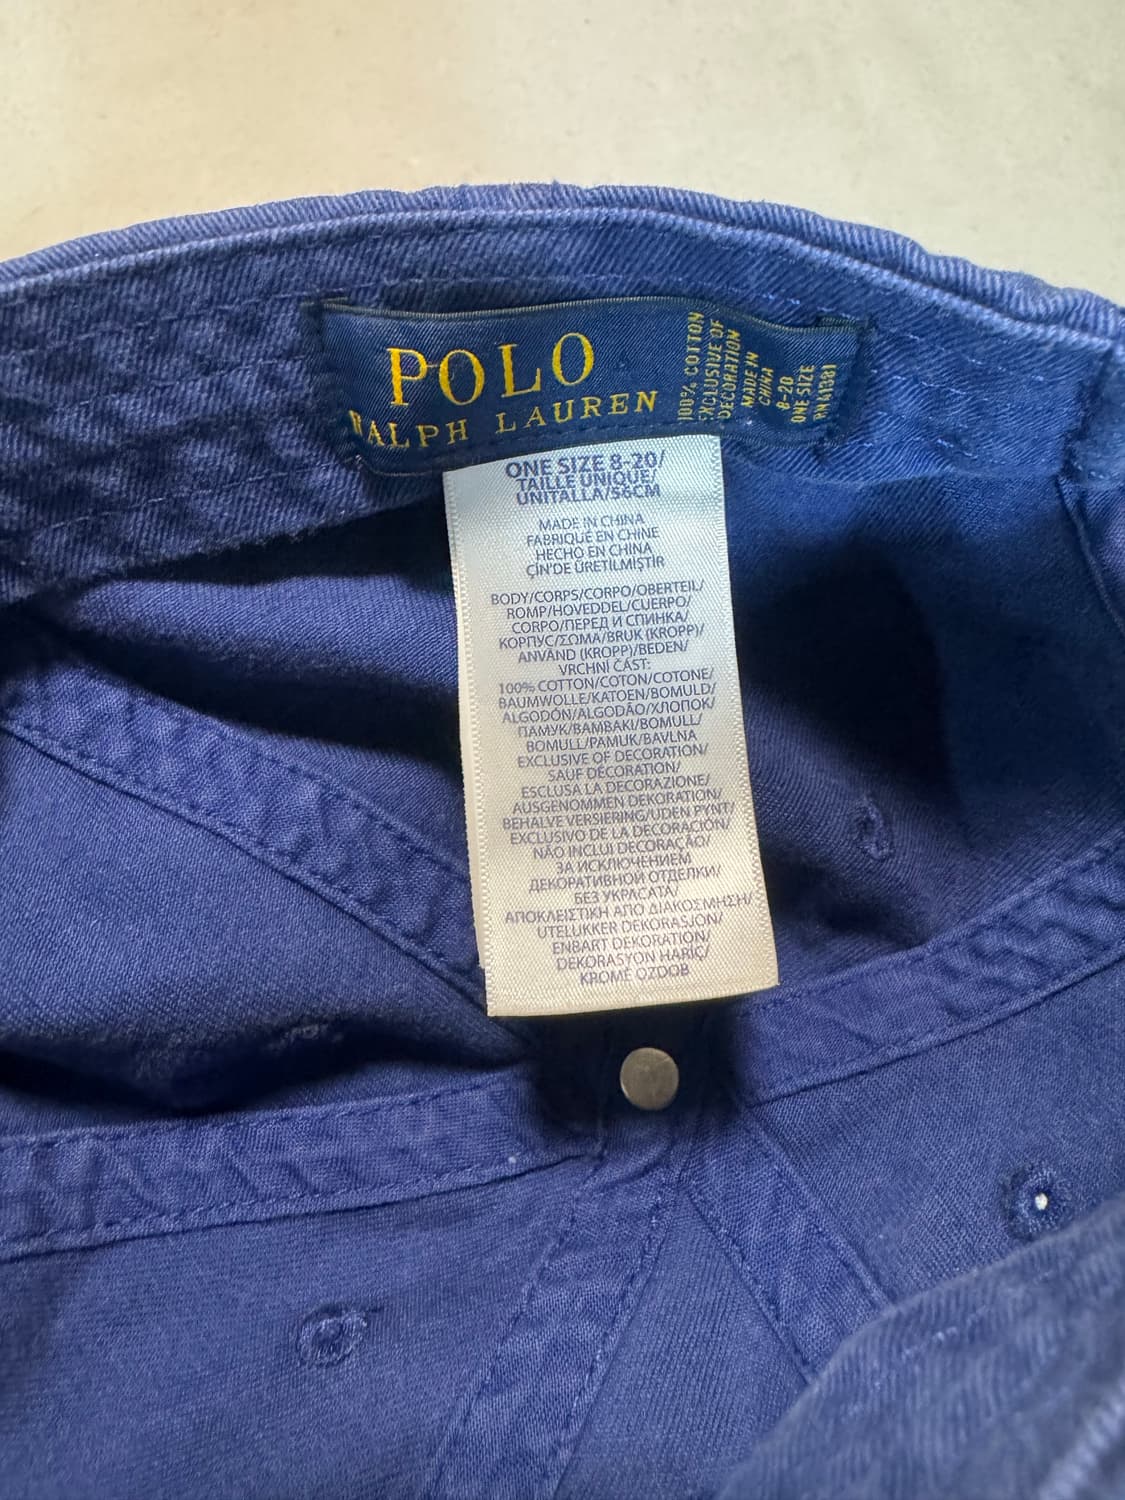 POLO
RALPH LAUREN
100% COTTON
EXCLUSIVE OF
DECORATION
MADE IN
CHINA
8-20
ONE SIZE
RN41381
ONE SIZE 8-20/
TAILLE UNIQUE/
UNITALLA/56CM
MADE IN CHINA
FABRIQUÉ EN CHINE
HECHO EN CHINA
ÇİN'DE ÜRETİLMİŞTİR
BODY/CORPS/CORPO/OBERTEIL/
ROMP/HOVEDDEL/CUERPO/
CORPO/ПЕРЕД И СПИНКА/
КОРПУС/ΣΩΜΑ/BRUK (KROPP)/
ANVÄND (KROPP)/BEDEN/
VRCHNÍ ČÁST:
100% COTTON/COTON/COTONE/
BAUMWOLLE/KATOEN/BOMULD/
ALGODÓN/ALGODÃO/ХЛОПОК/
ПАМУК/ΒΑΜΒΑΚΙ/BOMULL/
BOMULL/PAMUK/BAVLNA
EXCLUSIVE OF DECORATION/
SAUF DÉCORATION/
ESCLUSA LA DECORAZIONE/
AUSGENOMMEN DEKORATION/
BEHALVE VERSIERING/UDEN PYNT/
EXCLUSIVO DE LA DECORACIÓN/
NÃO INCLUI DECORAÇÃO/
ЗА ИСКЛЮЧЕНИЕМ
ДЕКОРАТИВНОЙ ОТДЕЛКИ/
БЕЗ УКРАСАТА/
ΑΠΟΚΛΕΙΣΤΙΚΗ ΑΠΟ ΔΙΑΚΟΣΜΗΣΗ/
UTELUKKER DEKORASJON/
ENBART DEKORATION/
DEKORASYON HARİÇ/
KROMĚ OZDOB